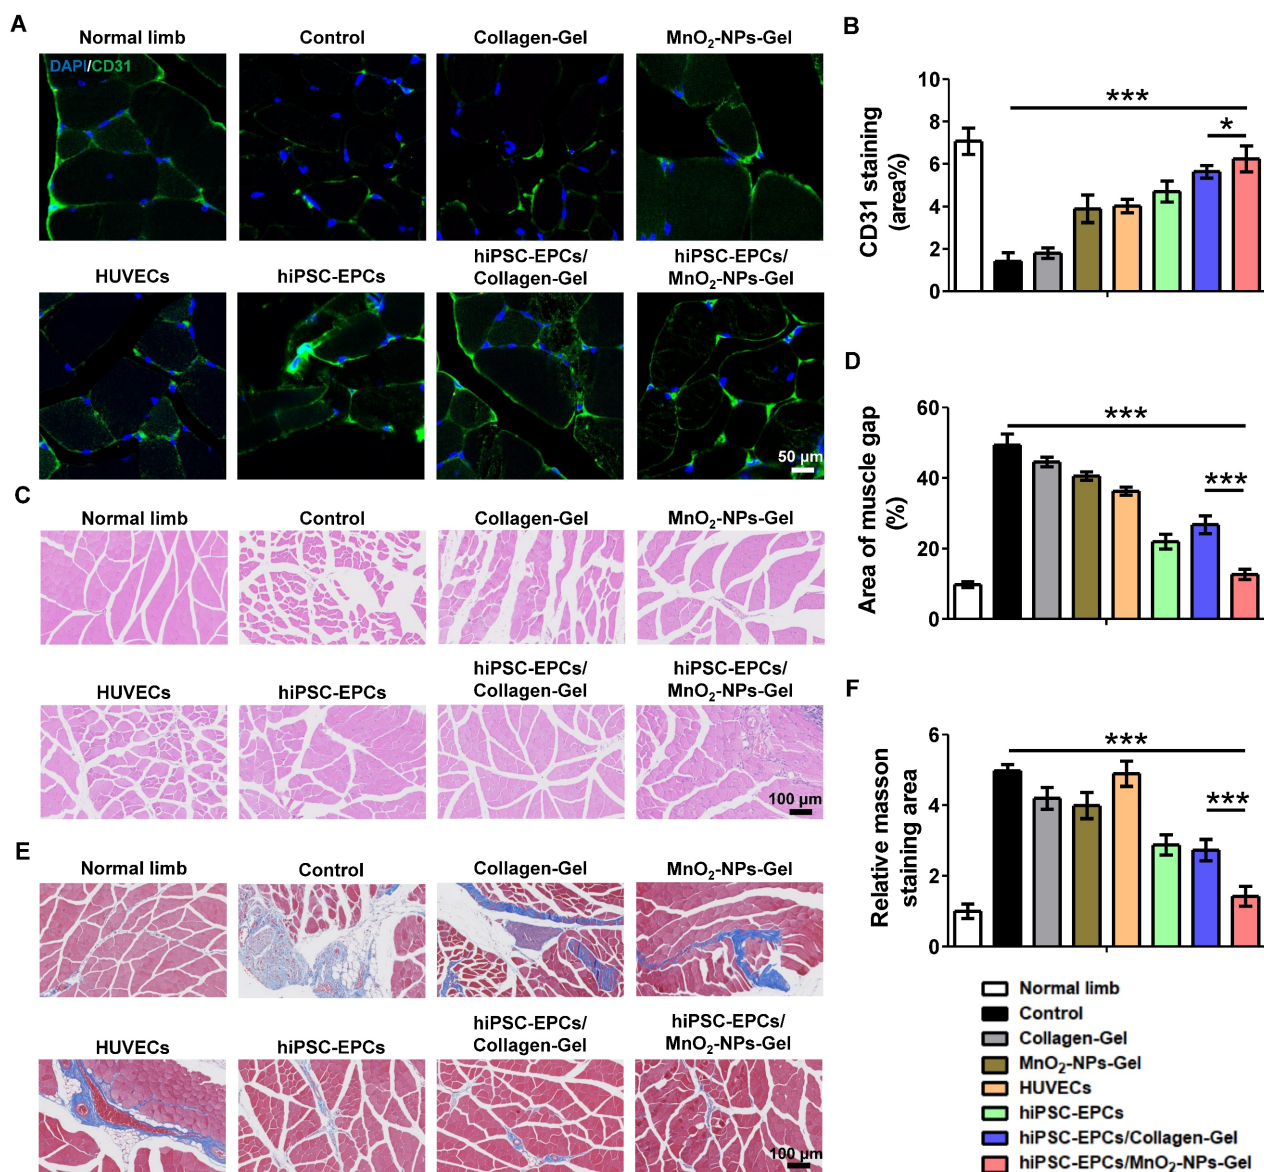 A
Normal limb
Control
Collagen-Gel
MnO₂-NPs-Gel
DAPI/CD31
HUVECs
hiPSC-EPCs
hiPSC-EPCs/
Collagen-Gel
hiPSC-EPCs/
MnO₂-NPs-Gel
50 μm
B
CD31 staining
(area%)
10
8
6
4
2
0
***
*
C
Normal limb
Control
Collagen-Gel
MnO₂-NPs-Gel
HUVECs
hiPSC-EPCs
hiPSC-EPCs/
Collagen-Gel
hiPSC-EPCs/
MnO₂-NPs-Gel
100 μm
D
Area of muscle gap
(%)
60
40
20
0
***
***
E
Normal limb
Control
Collagen-Gel
MnO₂-NPs-Gel
HUVECs
hiPSC-EPCs
hiPSC-EPCs/
Collagen-Gel
hiPSC-EPCs/
MnO₂-NPs-Gel
100 μm
F
Relative masson
staining area
6
4
2
0
***
***
Normal limb
Control
Collagen-Gel
MnO₂-NPs-Gel
HUVECs
hiPSC-EPCs
hiPSC-EPCs/Collagen-Gel
hiPSC-EPCs/MnO₂-NPs-Gel